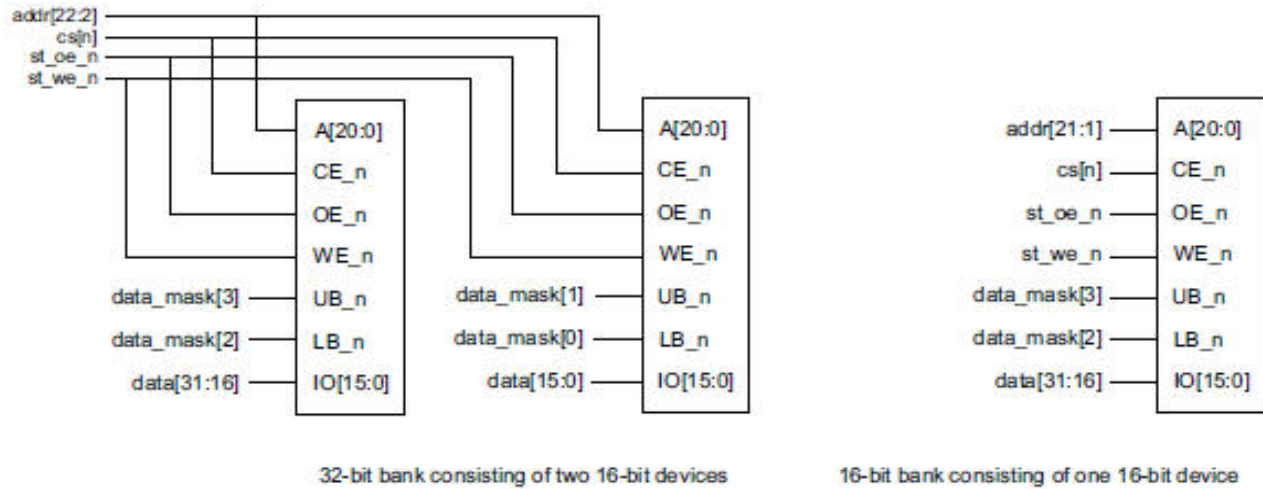 addr[22:2]
cs[n]
st_oe_n
st_we_n
A[20:0]
CE_n
OE_n
WE_n
data_mask[3] UB_n
data_mask[2] LB_n
data[31:16] IO[15:0]
A[20:0]
CE_n
OE_n
WE_n
data_mask[1] UB_n
data_mask[0] LB_n
data[15:0] IO[15:0]
32-bit bank consisting of two 16-bit devices
addr[21:1] A[20:0]
cs[n] CE_n
st_oe_n OE_n
st_we_n WE_n
data_mask[3] UB_n
data_mask[2] LB_n
data[31:16] IO[15:0]
16-bit bank consisting of one 16-bit device